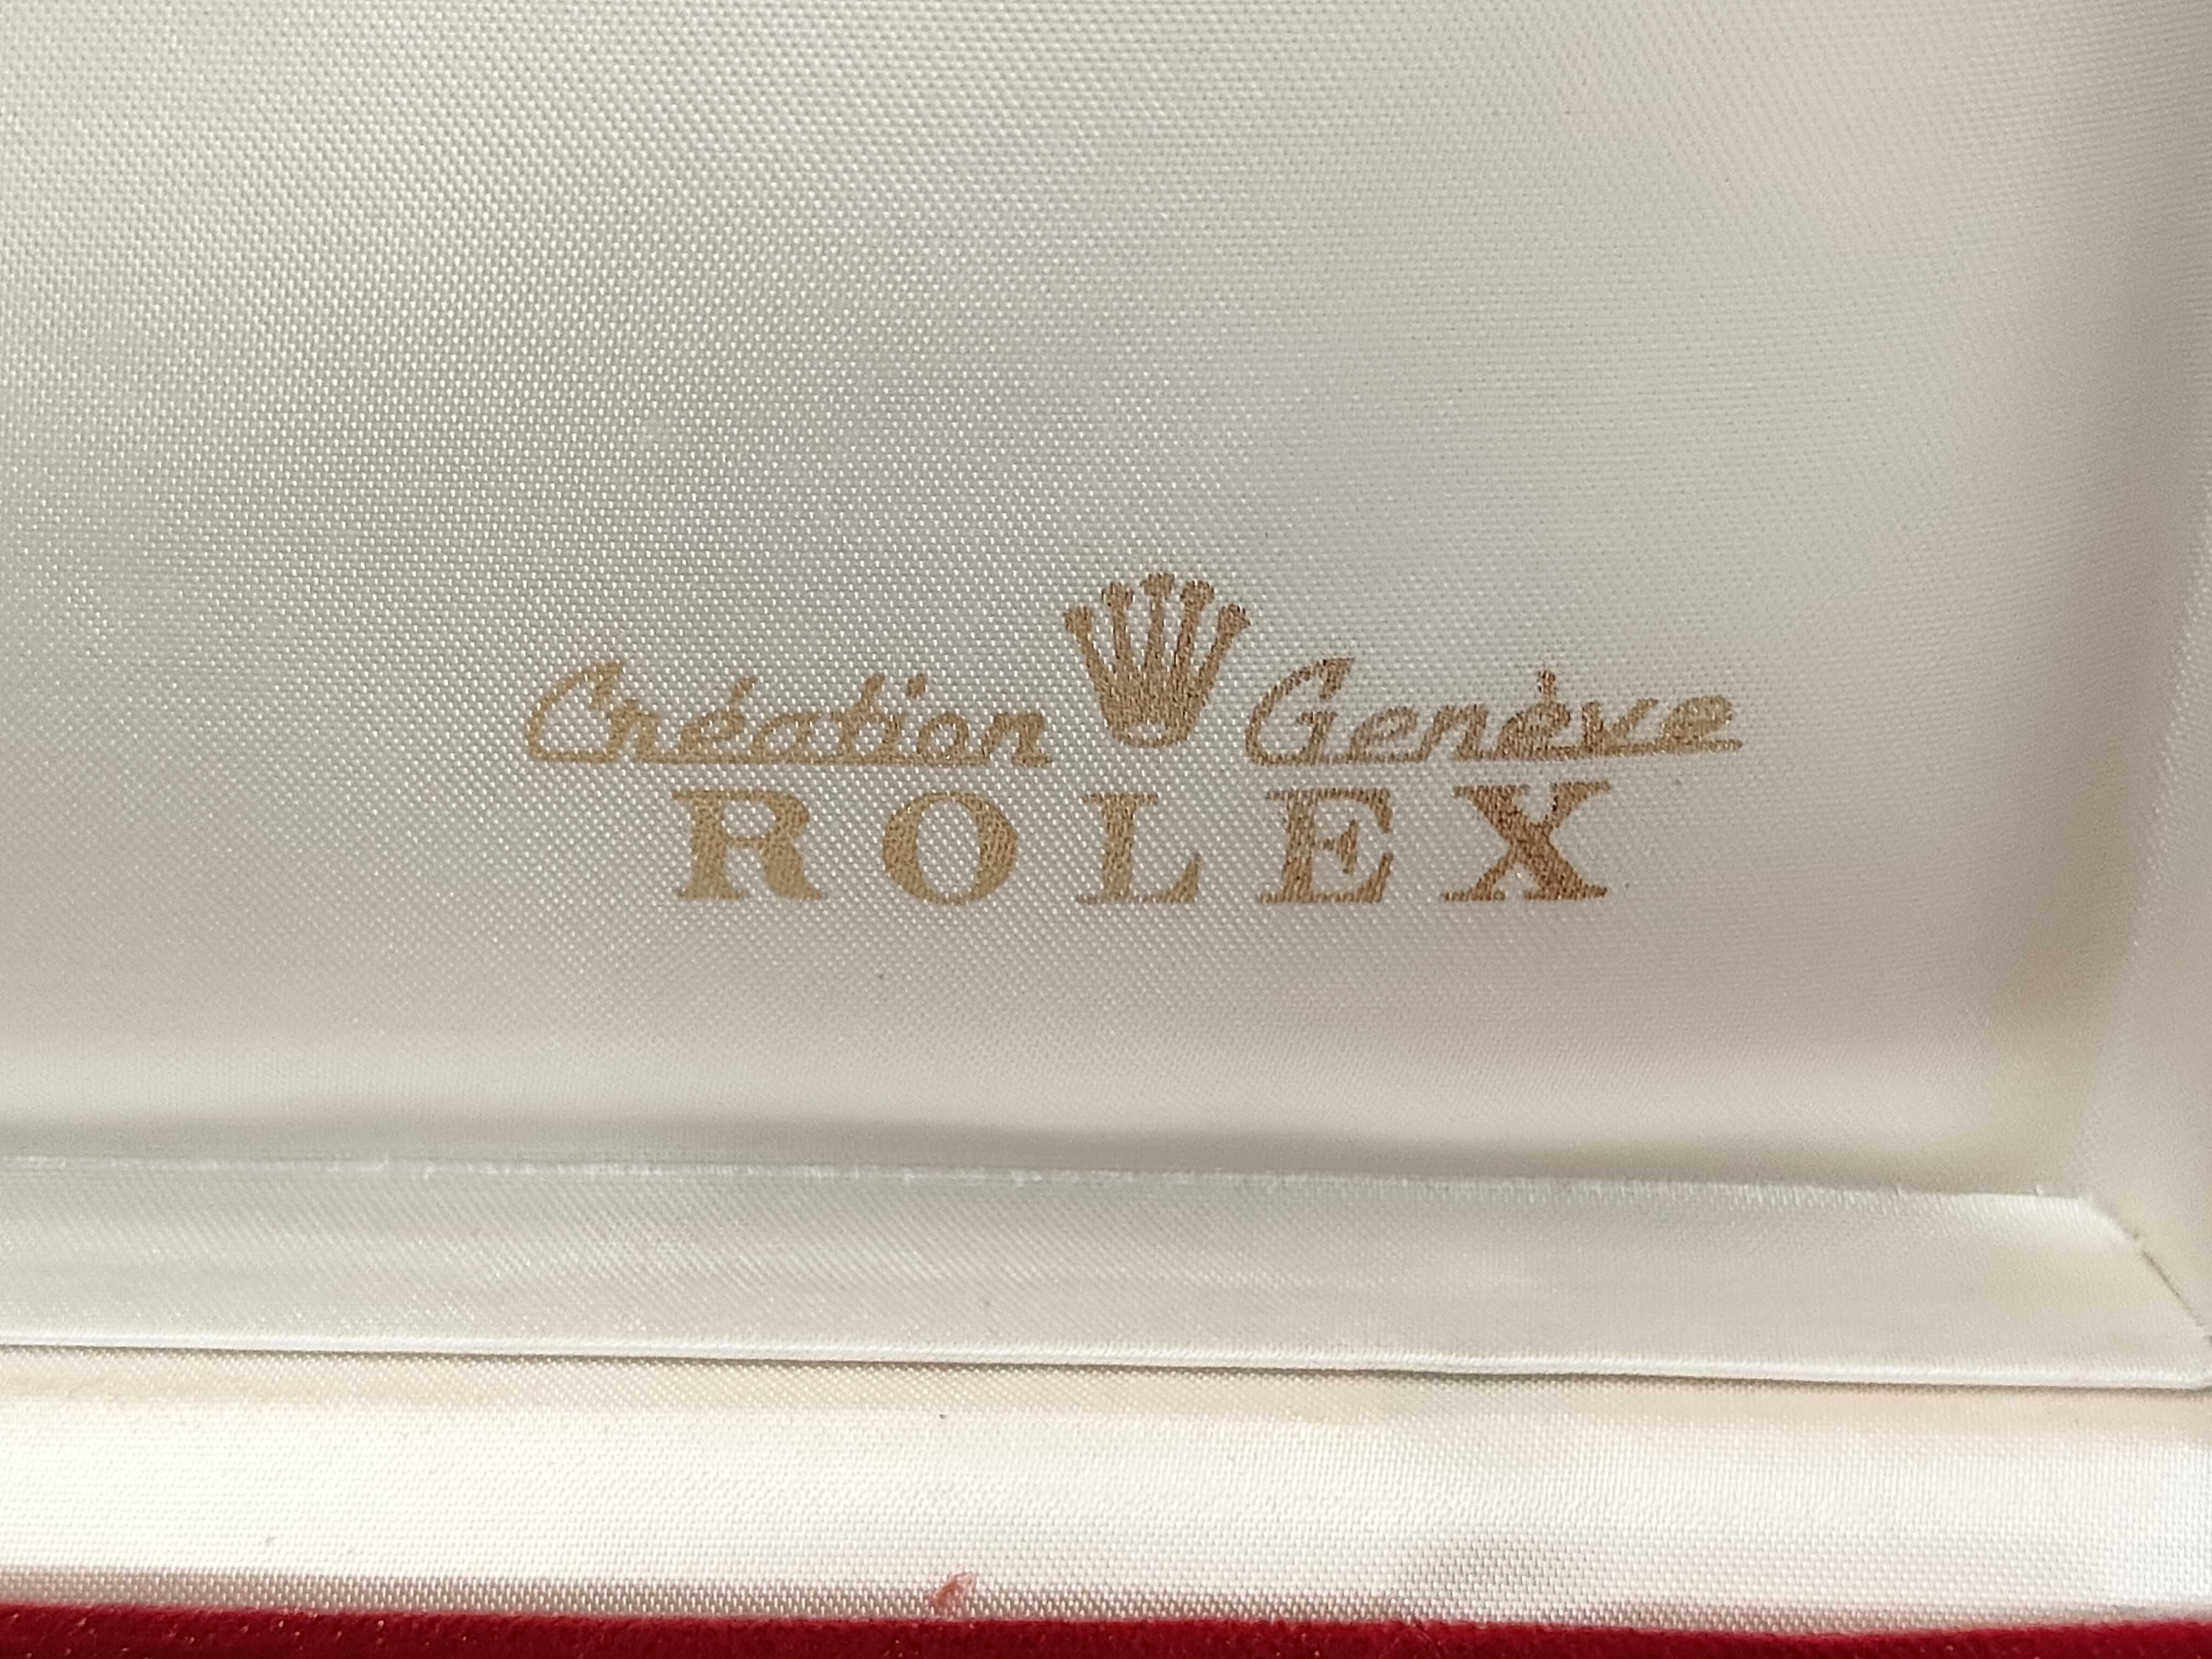 Création Genève
ROLEX